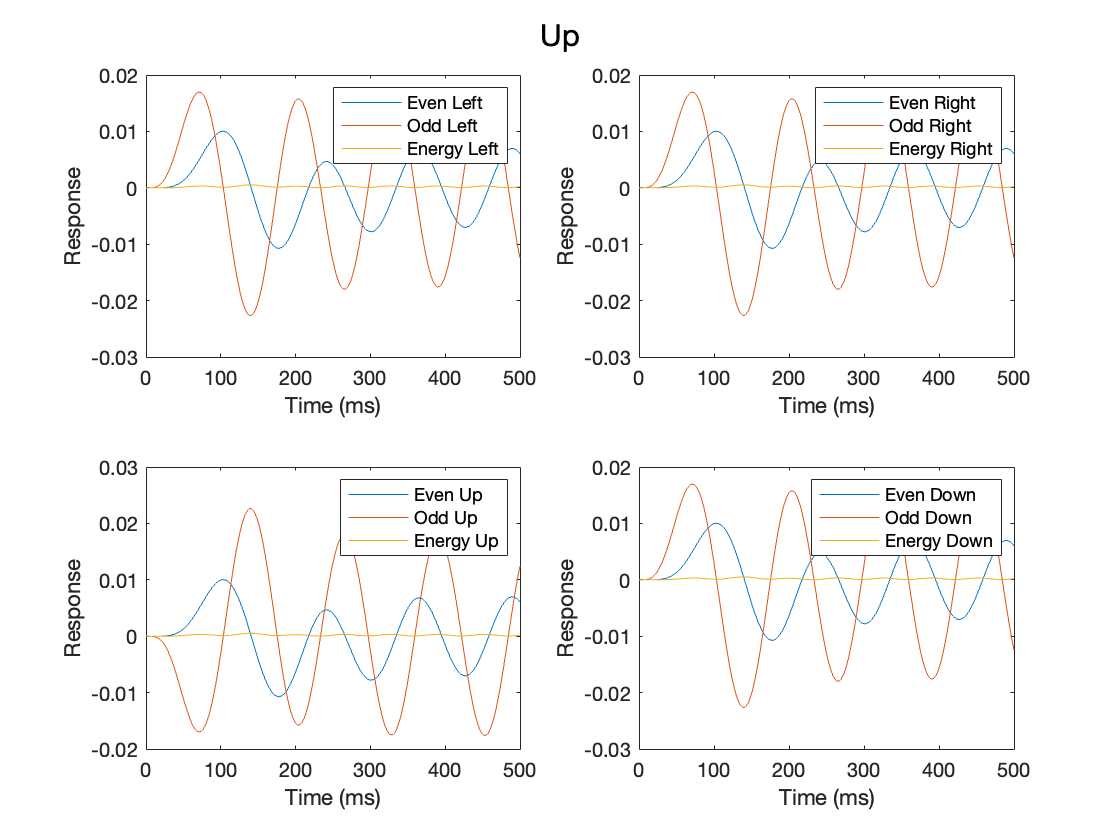 Up
0.02
0.01
0
-0.01
-0.02
-0.03
Response
0 100 200 300 400 500
Time (ms)
Even Left
Odd Left
Energy Left
0.02
0.01
0
-0.01
-0.02
-0.03
Response
0 100 200 300 400 500
Time (ms)
Even Right
Odd Right
Energy Right
0.03
0.02
0.01
0
-0.01
-0.02
Response
0 100 200 300 400 500
Time (ms)
Even Up
Odd Up
Energy Up
0.02
0.01
0
-0.01
-0.02
-0.03
Response
0 100 200 300 400 500
Time (ms)
Even Down
Odd Down
Energy Down